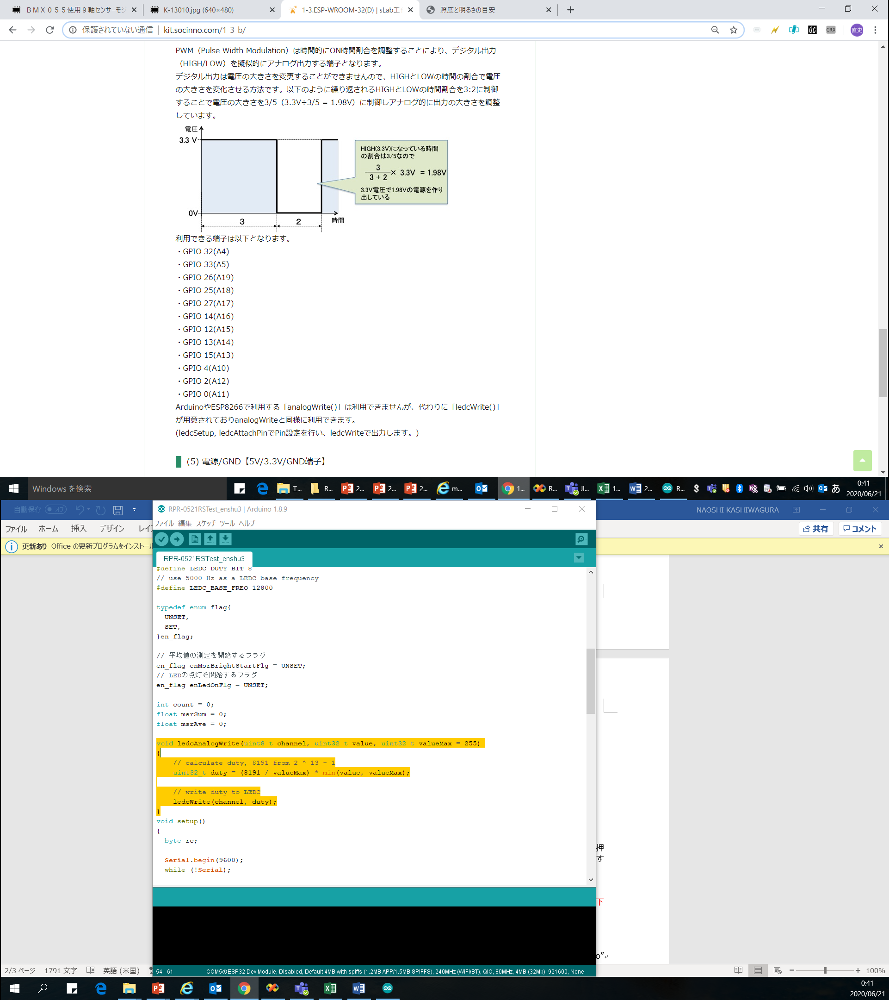 ＢＭＸ０５５使用９軸センサーモジ
K-13010.jpg (640×480)
1-3.ESP-WROOM-32(D) | sLab工作
照度と明るさの目安
保護されていない通信 | kit.socinno.com/1_3_b/
QC
CRX
直史
PWM（Pulse Width Modulation）は時間的にON時間割合を調整することにより、デジタル出力
（HIGH/LOW）を擬似的にアナログ出力する端子となります。
デジタル出力は電圧の大きさを変更することができませんので、HIGHとLOWの時間の割合で電圧
の大きさを変化させる方法です。以下のように繰り返されるHIGHとLOWの時間割合を3:2に制御
することで電圧の大きさを3/5（3.3V÷3/5 = 1.98V）に制御しアナログ的に出力の大きさを調整
しています。
電圧
3.3 V
HIGH(3.3V)になっている時間
の割合は3/5なので
3
3 + 2
× 3.3V = 1.98V
3.3V電圧で1.98Vの電源を作り
出している
0V
時間
3
2
利用できる端子は以下となります。
・GPIO 32(A4)
・GPIO 33(A5)
・GPIO 26(A19)
・GPIO 25(A18)
・GPIO 27(A17)
・GPIO 14(A16)
・GPIO 12(A15)
・GPIO 13(A14)
・GPIO 15(A13)
・GPIO 4(A10)
・GPIO 2(A12)
・GPIO 0(A11)
ArduinoやESP8266で利用する「analogWrite()」は利用できませんが、代わりに「ledcWrite()」
が用意されておりanalogWriteと同様に利用できます。
(ledcSetup, ledcAttachPinでPin設定を行い、ledcWriteで出力します。)
(5) 電源/GND【5V/3.3V/GND端子】
Windows を検索
エ... R... 2... 2... 2... m... 1... R... JI... 1... 2... R...
あ
0:41
2020/06/21
自動保存 オフ
NAOSHI KASHIWAGURA
ファイル ホーム 挿入 デザイン レイ
共有 コメント
更新あり Office の更新プログラムをインストール
RPR-0521RSTest_enshu3 | Arduino 1.8.9
ファイル 編集 スケッチ ツール ヘルプ
RPR-0521RSTest_enshu3
#define LEDC_DUTY_BIT 8
// use 5000 Hz as a LEDC base frequency
#define LEDC_BASE_FREQ 12800
typedef enum flag{
UNSET,
SET,
}en_flag;
// 平均値の測定を開始するフラグ
en_flag enMsrBrightStartFlg = UNSET;
// LEDの点灯を開始するフラグ
en_flag enLedOnFlg = UNSET;
int count = 0;
float msrSum = 0;
float msrAve = 0;
void ledcAnalogWrite(uint8_t channel, uint32_t value, uint32_t valueMax = 255)
{
// calculate duty, 8191 from 2 ^ 13 - 1
uint32_t duty = (8191 / valueMax) * min(value, valueMax);
// write duty to LEDC
ledcWrite(channel, duty);
}
void setup()
{
byte rc;
Serial.begin(9600);
while (!Serial);
押
す
下
o”
54 - 61
COM5のESP32 Dev Module, Disabled, Default 4MB with spiffs (1.2MB APP/1.5MB SPIFFS), 240MHz (WiFi/BT), QIO, 80MHz, 4MB (32Mb), 921600, None
2/3 ページ 1791 文字 英語 (米国)
100%
0:41
2020/06/21